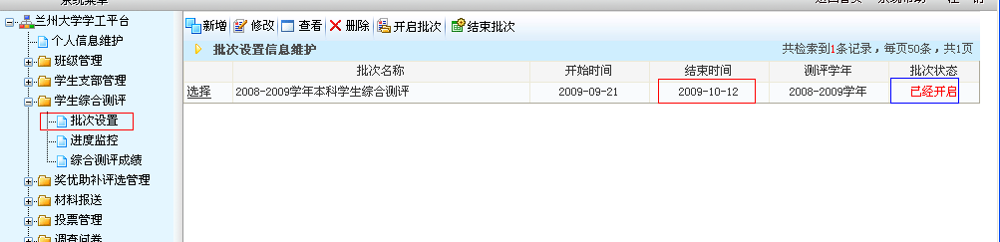 系统菜单
兰州大学学工平台
个人信息维护
班级管理
学生支部管理
学生综合测评
批次设置
进度监控
综合测评成绩
奖优助补评选管理
材料报送
投票管理
调查问卷
新增 修改 查看 删除 开启批次 结束批次
批次设置信息维护 共检索到1条记录，每页50条，共1页
批次名称 开始时间 结束时间 测评学年 批次状态
选择 2008-2009学年本科学生综合测评 2009-09-21 2009-10-12 2008-2009学年 已经开启